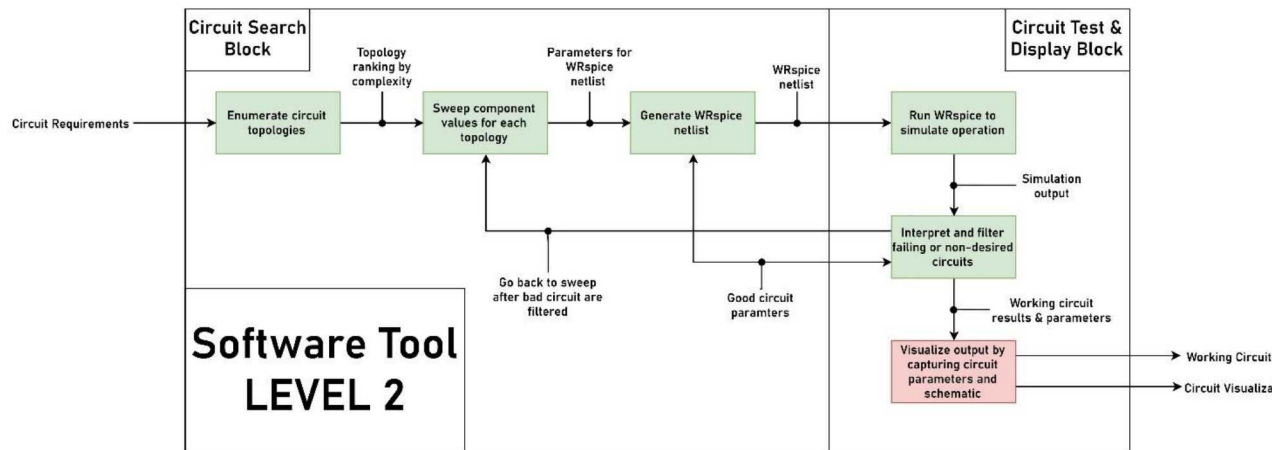 Circuit Search
Block
Circuit Test &
Display Block
Topology
ranking by
complexity
Parameters for
WRspice
netlist
WRspice
netlist
Circuit Requirements
Enumerate circuit
topologies
Sweep component
values for each
topology
Generate WRspice
netlist
Run WRspice to
simulate operation
Simulation
output
Interpret and filter
failing or non-desired
circuits
Go back to sweep
after bad circuit are
filtered
Good circuit
paramters
Working circuit
results & parameters
Software Tool
LEVEL 2
Visualize output by
capturing circuit
parameters and
schematic
Working Circuit
Circuit Visualiza